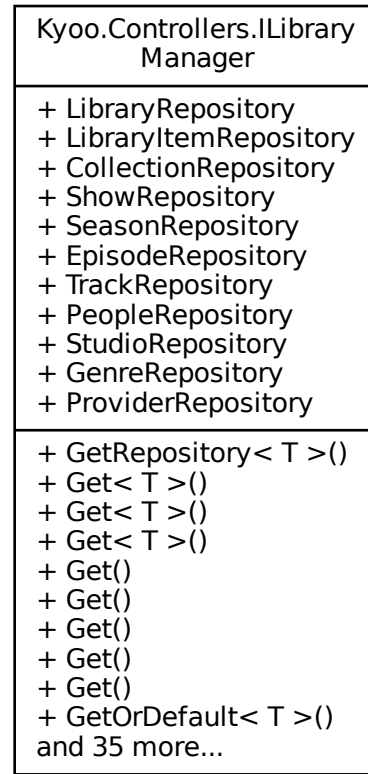 Kyoo.Controllers.ILibrary
Manager
+ LibraryRepository
+ LibraryItemRepository
+ CollectionRepository
+ ShowRepository
+ SeasonRepository
+ EpisodeRepository
+ TrackRepository
+ PeopleRepository
+ StudioRepository
+ GenreRepository
+ ProviderRepository
+ GetRepository< T >()
+ Get< T >()
+ Get< T >()
+ Get< T >()
+ Get()
+ Get()
+ Get()
+ Get()
+ Get()
+ GetOrDefault< T >()
and 35 more...